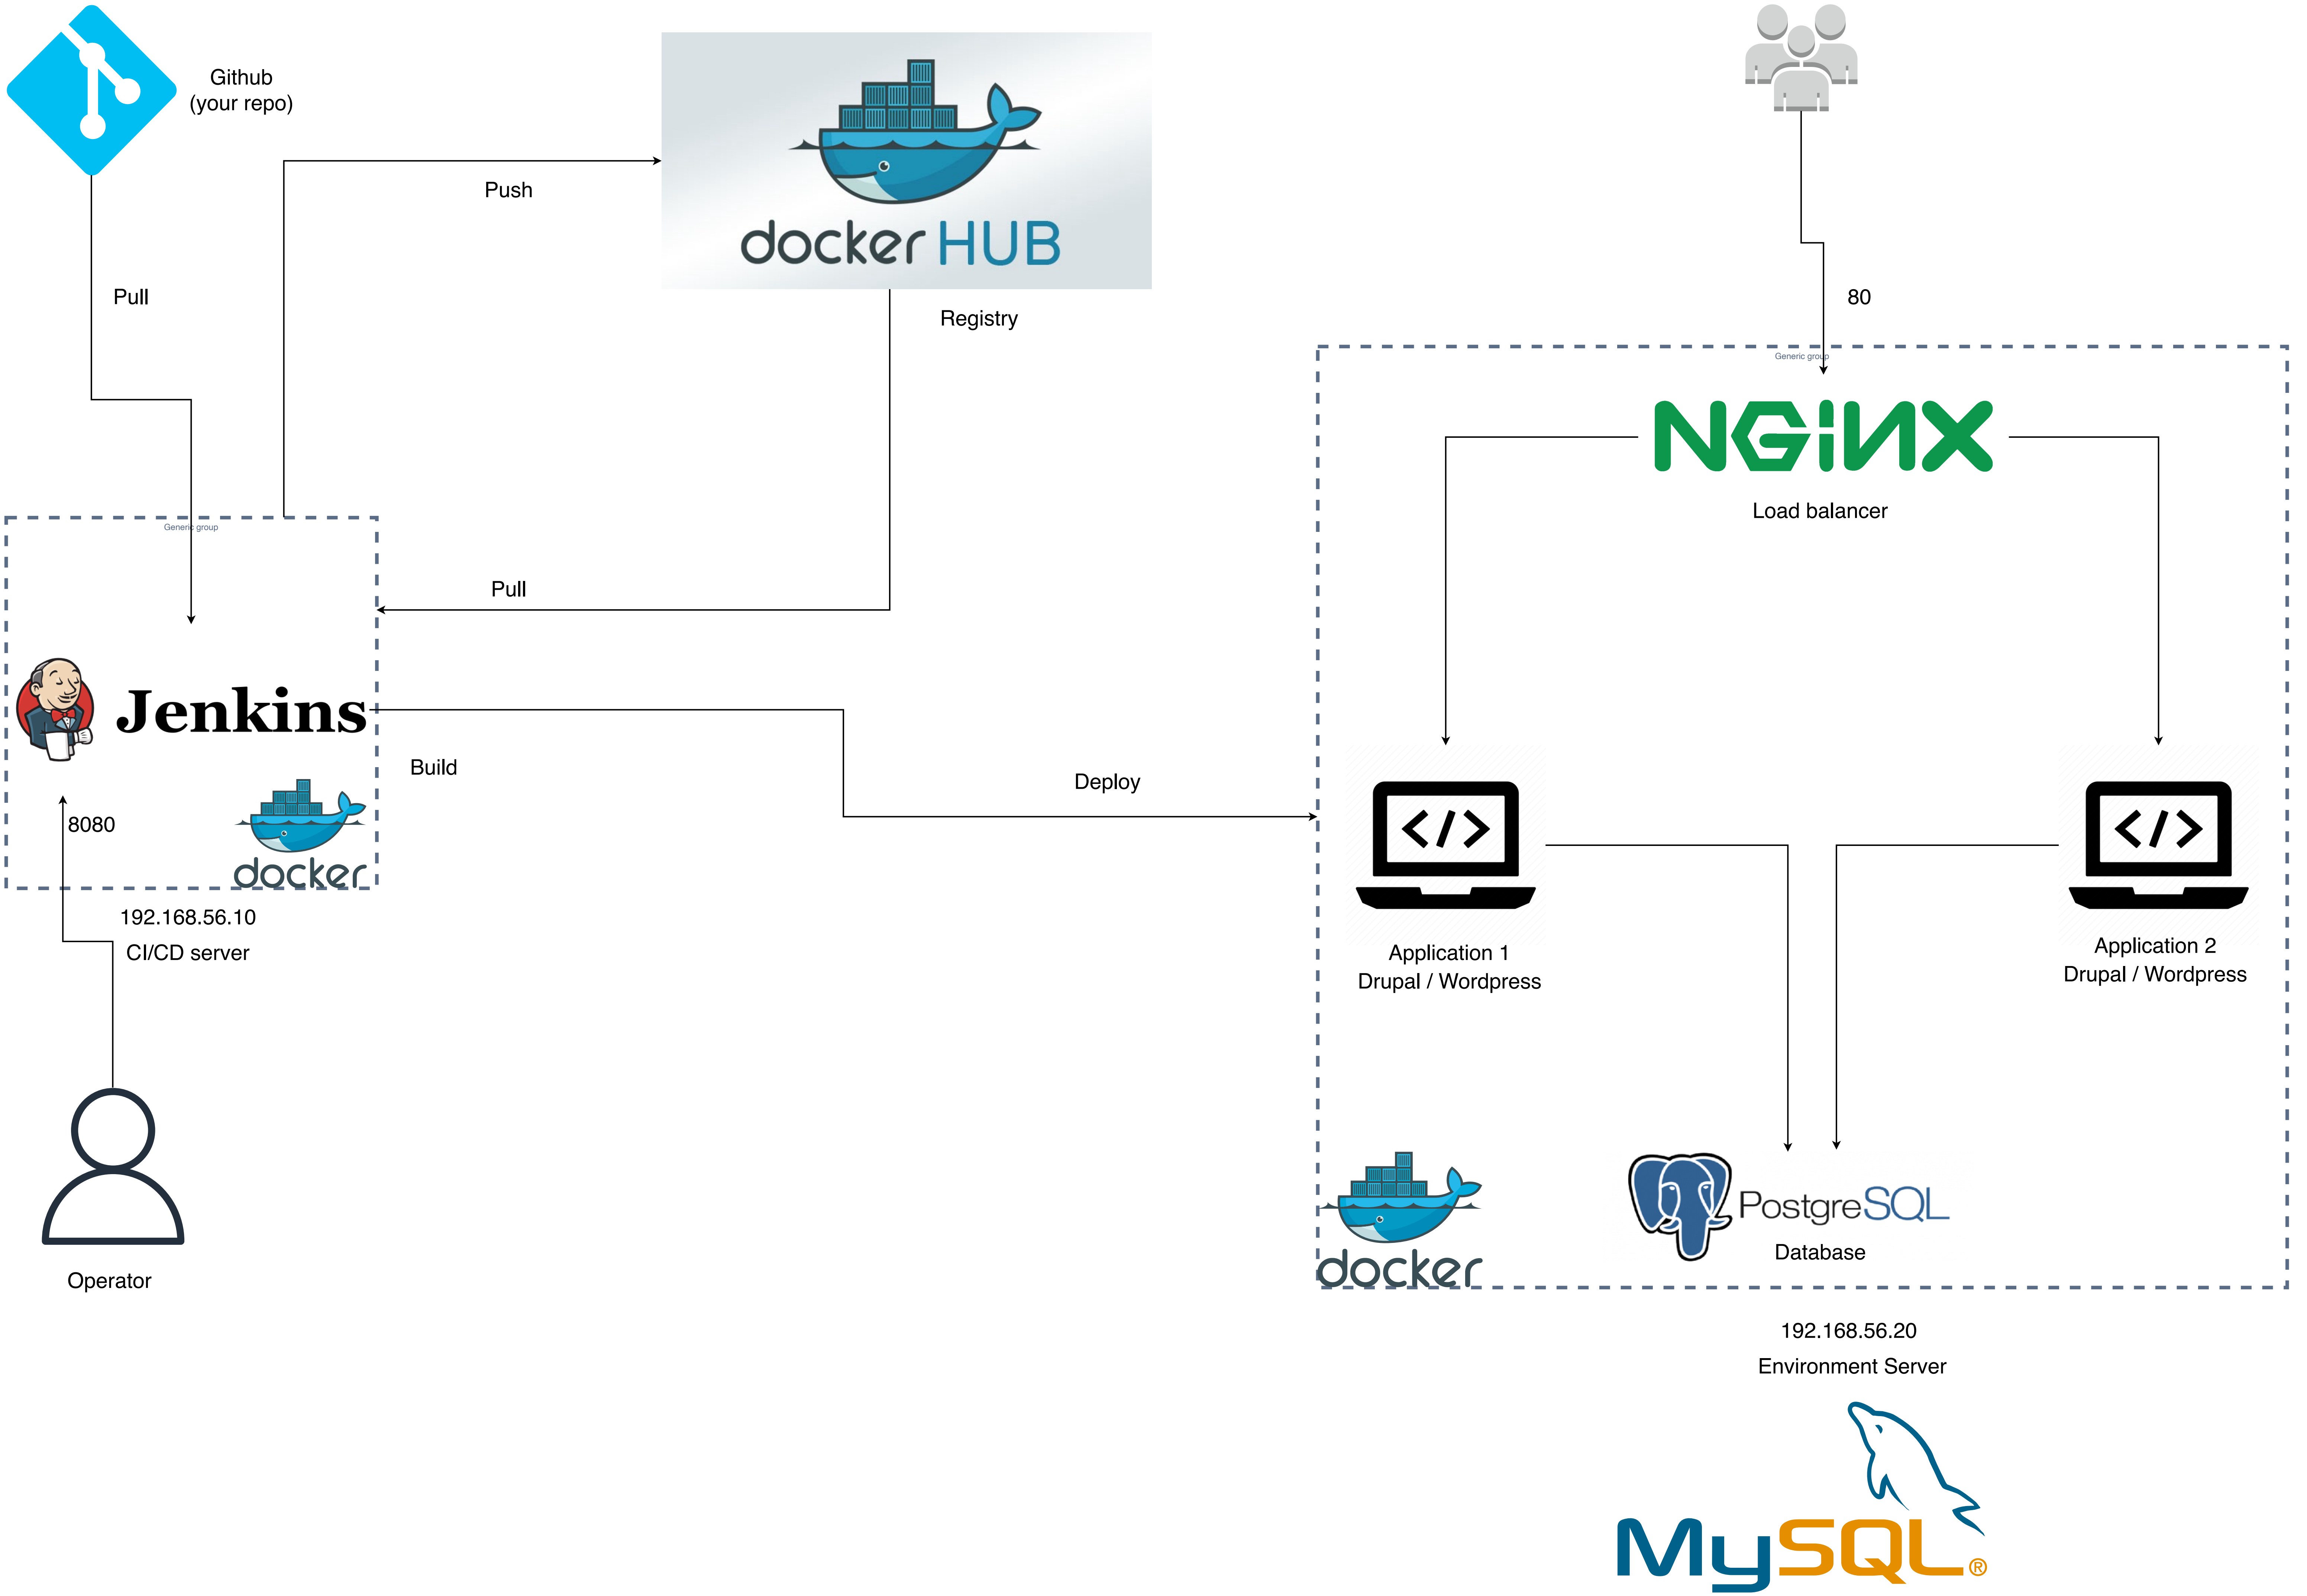 Github
(your repo)
docker HUB
Push
Pull
80
Registry
Generic group
NGiNX
Load balancer
Generic group
Pull
Jenkins
Build
Deploy
8080
docker
192.168.56.10
CI/CD server
Application 1
Drupal / Wordpress
Application 2
Drupal / Wordpress
PostgreSQL
Database
docker
Operator
192.168.56.20
Environment Server
MySQL®